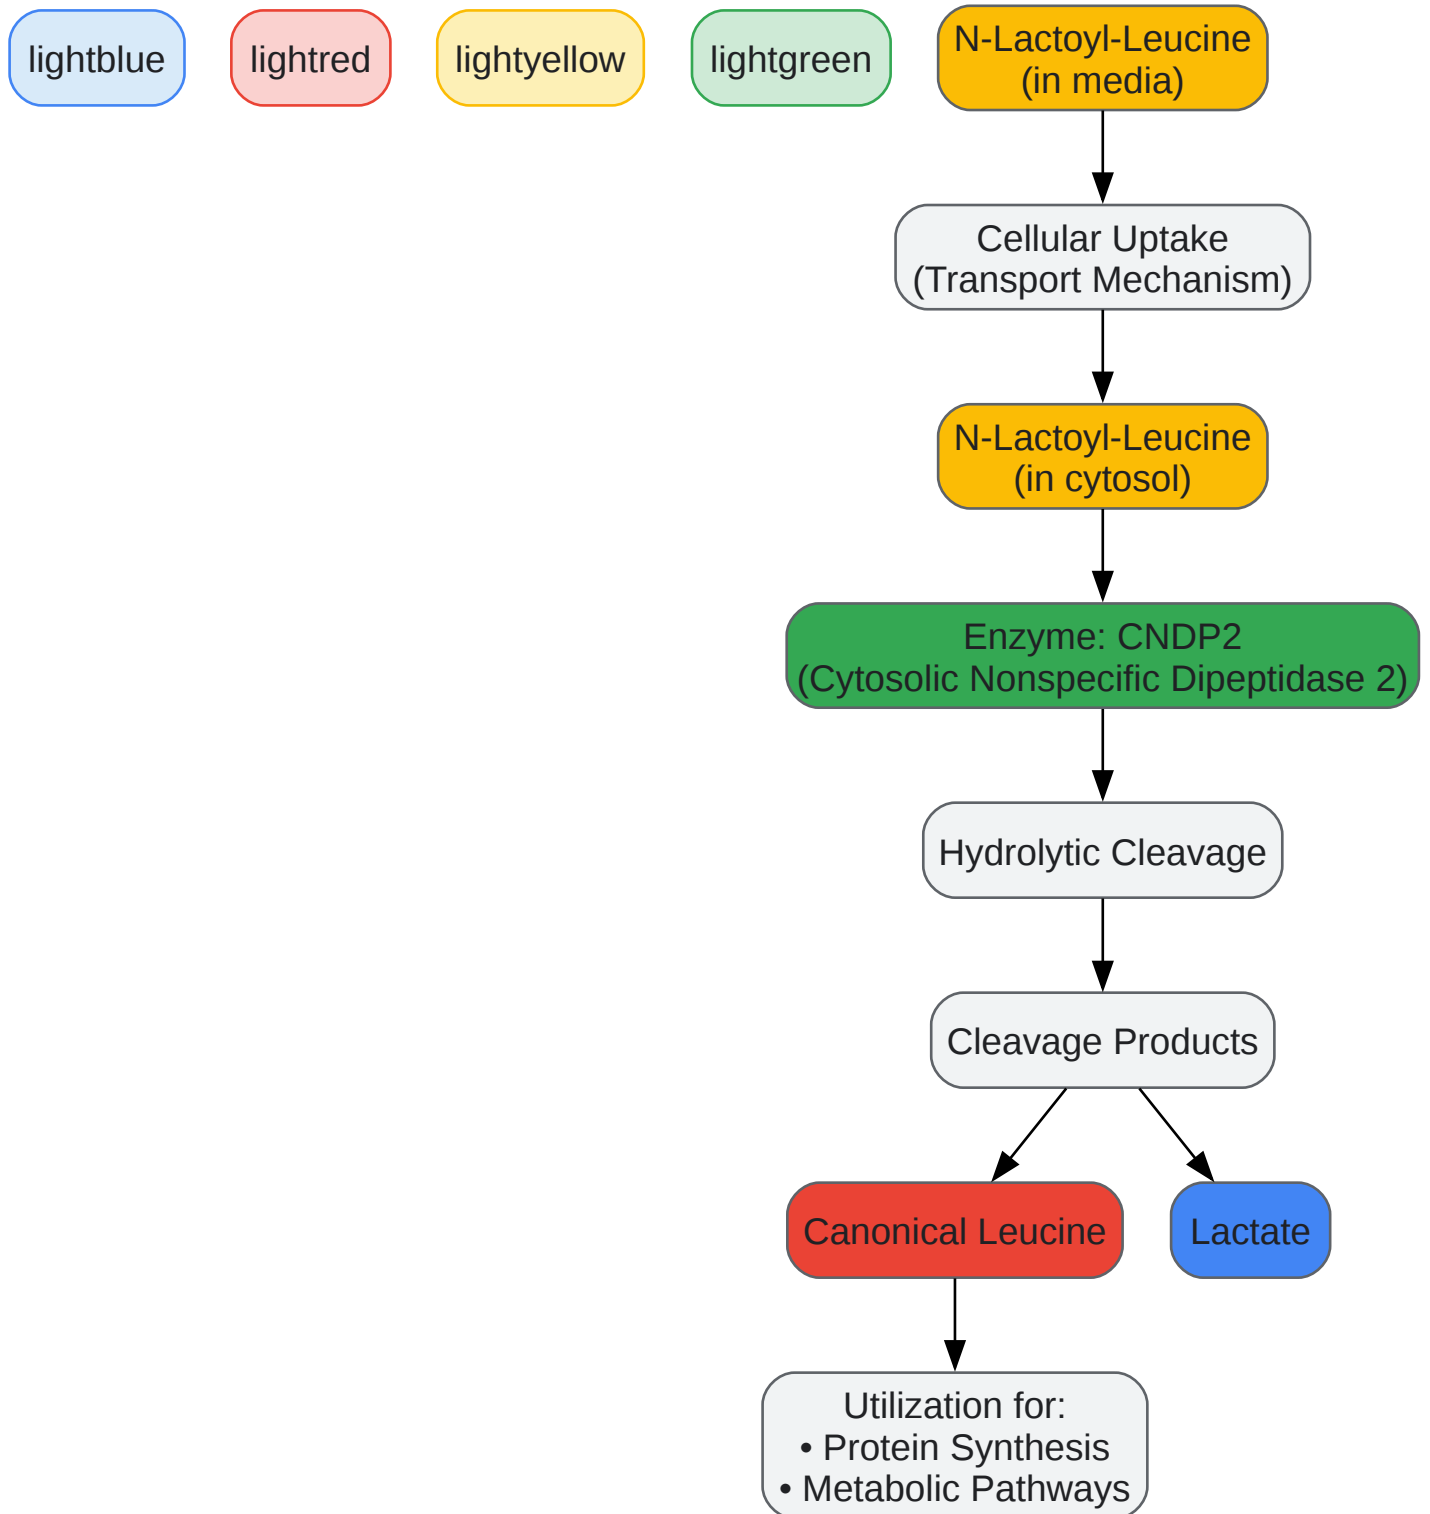 lightblue
lightred
lightyellow
lightgreen
N-Lactoyl-Leucine
(in media)
Cellular Uptake
(Transport Mechanism)
N-Lactoyl-Leucine
(in cytosol)
Enzyme: CNDP2
(Cytosolic Nonspecific Dipeptidase 2)
Hydrolytic Cleavage
Cleavage Products
Canonical Leucine
Lactate
Utilization for:
• Protein Synthesis
• Metabolic Pathways